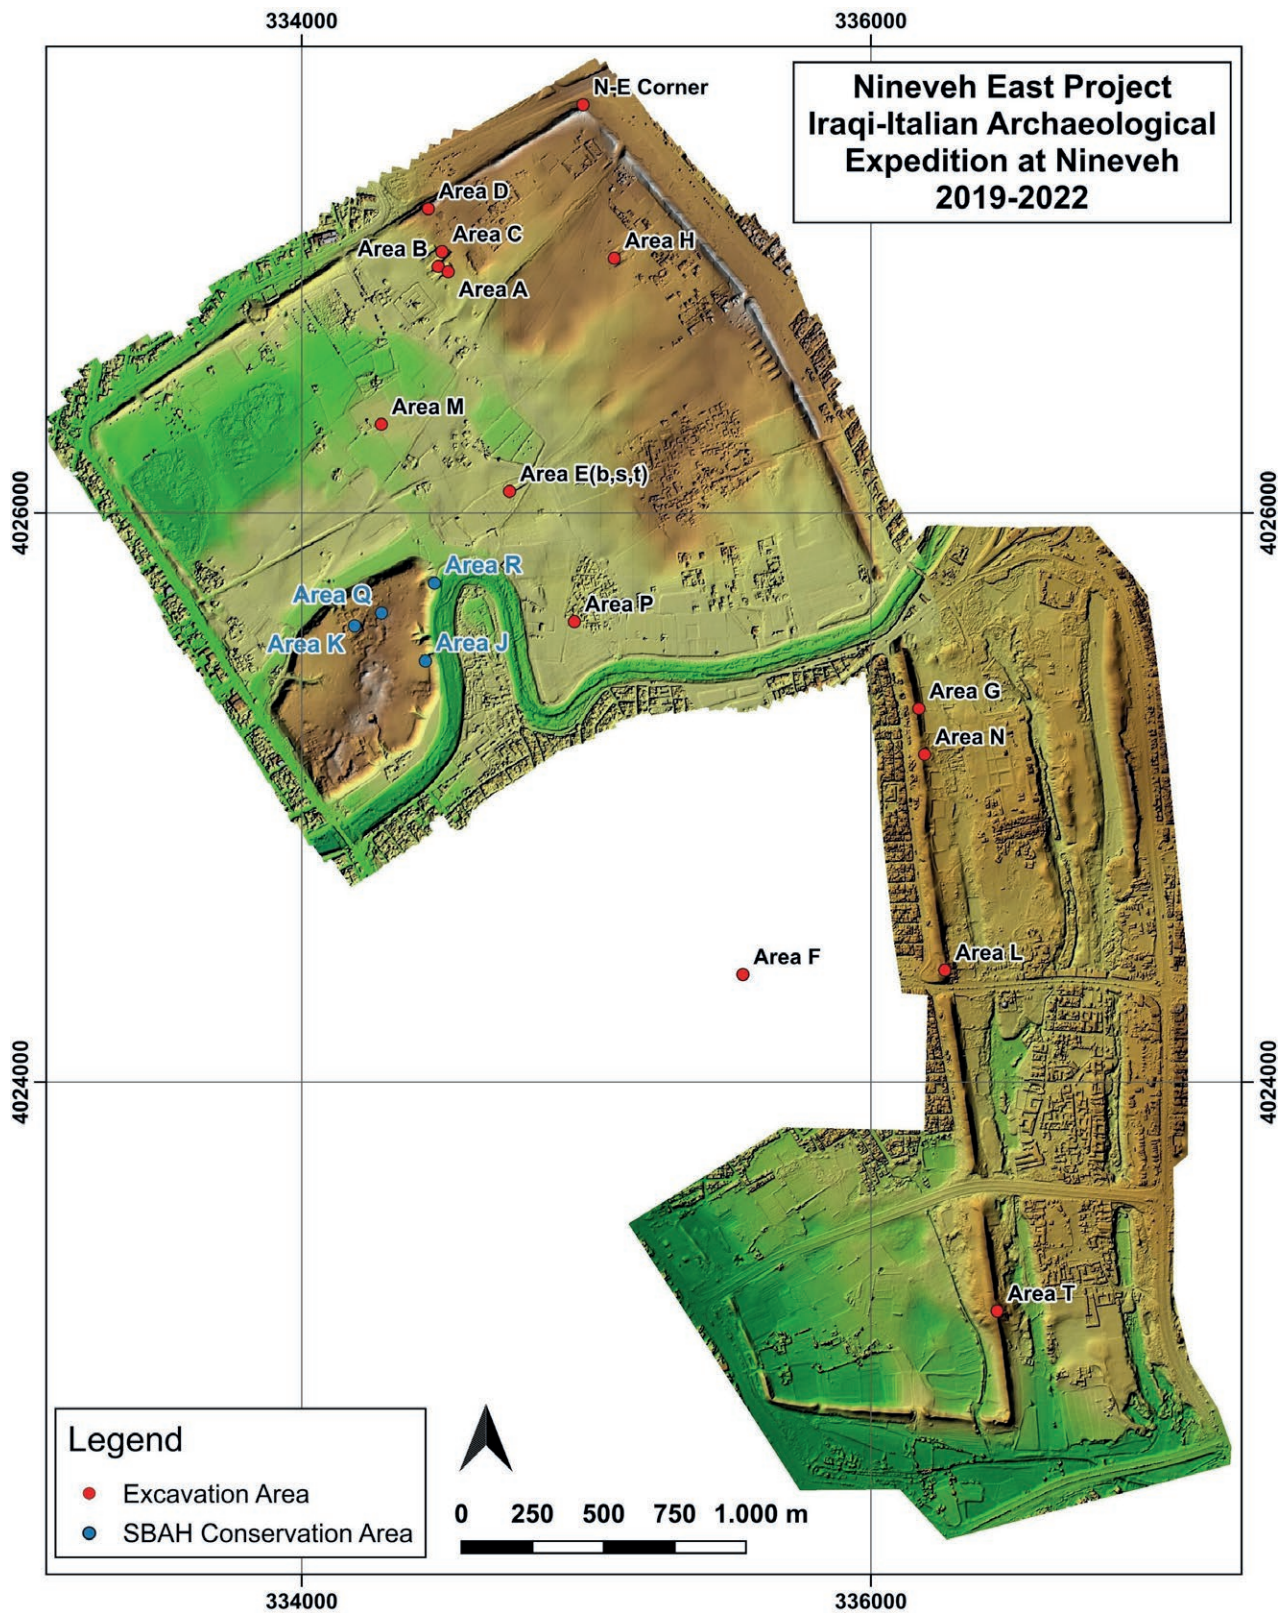 334000
336000
Nineveh East Project
Iraqi-Italian Archaeological
Expedition at Nineveh
2019-2022
N-E Corner
Area D
Area C
Area B
Area H
Area A
Area M
Area E(b,s,t)
4026000
4026000
Area R
Area Q
Area P
Area K
Area J
Area G
Area N
Area F
Area L
4024000
4024000
Area T
Legend
Excavation Area
SBAH Conservation Area
0 250 500 750 1.000 m
334000
336000